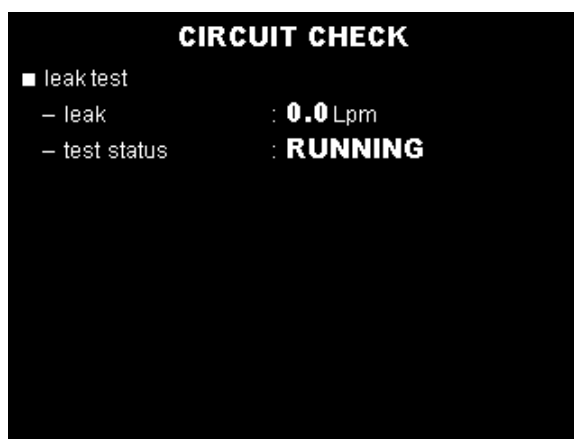 CIRCUIT CHECK
■ leak test
– leak : 0.0 Lpm
– test status : RUNNING